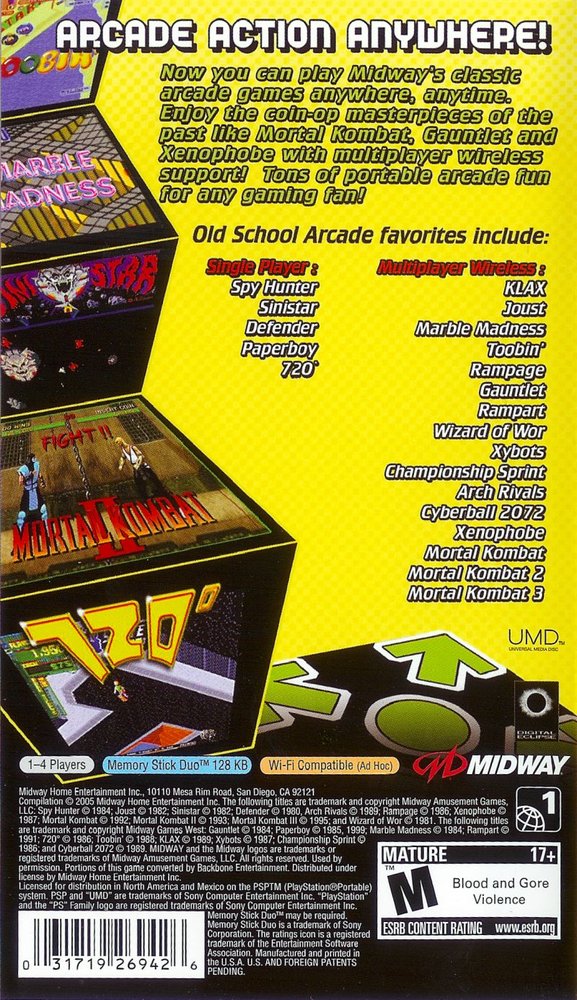 ARCADE ACTION ANYWHERE!
Now you can play Midway's classic
arcade games anywhere, anytime.
Enjoy the coin-op masterpieces of the
past like Mortal Kombat, Gauntlet and
Xenophobe with multiplayer wireless
support! Tons of portable arcade fun
for any gaming fan!
MARBLE
MADNESS
Old School Arcade favorites include:
Single Player :
Spy Hunter
Sinistar
Defender
Paperboy
720°
Multiplayer Wireless :
KLAX
Joust
Marble Madness
Toobin'
Rampage
Gauntlet
Rampart
Wizard of Wor
Xybots
Championship Sprint
Arch Rivals
Cyberball 2072
Xenophobe
Mortal Kombat
Mortal Kombat 2
Mortal Kombat 3
FIGHT!!
MORTAL KOMBAT
II
720°
UMD™
UNIVERSAL MEDIA DISC
DIGITAL
ECLIPSE
1–4 Players
Memory Stick Duo™ 128 KB
Wi-Fi Compatible (Ad Hoc)
MIDWAY
Midway Home Entertainment Inc., 10110 Mesa Rim Road, San Diego, CA 92121
Compilation © 2005 Midway Home Entertainment Inc. The following titles are trademark and copyright Midway Amusement Games,
LLC: Spy Hunter © 1984; Joust © 1982; Sinistar © 1982; Defender © 1980, Arch Rivals © 1989; Rampage © 1986, Xenophobe ©
1987; Mortal Kombat © 1992, Mortal Kombat II © 1993; Mortal Kombat III © 1995; and Wizard of Wor © 1981. The following titles
are trademark and copyright Midway Games West: Gauntlet © 1984; Paperboy © 1985, 1999; Marble Madness © 1984; Rampart ©
1991; 720° © 1986; Toobin' © 1988; KLAX © 1989; Xybots © 1987; Championship Sprint ©
1986; and Cyberball 2072 © 1989. MIDWAY and the Midway logos are trademarks or
registered trademarks of Midway Amusement Games, LLC. All rights reserved. Used by
permission. Portions of this game converted by Backbone Entertainment. Distributed under
license by Midway Home Entertainment Inc.
Licensed for distribution in North America and Mexico on the PSPTM (PlayStation®Portable)
system. PSP and "UMD" are trademarks of Sony Computer Entertainment Inc. "PlayStation"
and the "PS" Family logo are registered trademarks of Sony Computer Entertainment Inc.
Memory Stick Duo™ may be required.
Memory Stick Duo is a trademark of Sony
Corporation. The ratings icon is a registered
trademark of the Entertainment Software
Association. Manufactured and printed in
the U.S.A. U.S. AND FOREIGN PATENTS
PENDING.
1
MATURE 17+
M
Blood and Gore
Violence
ESRB CONTENT RATING www.esrb.org
0 31719 26942 6